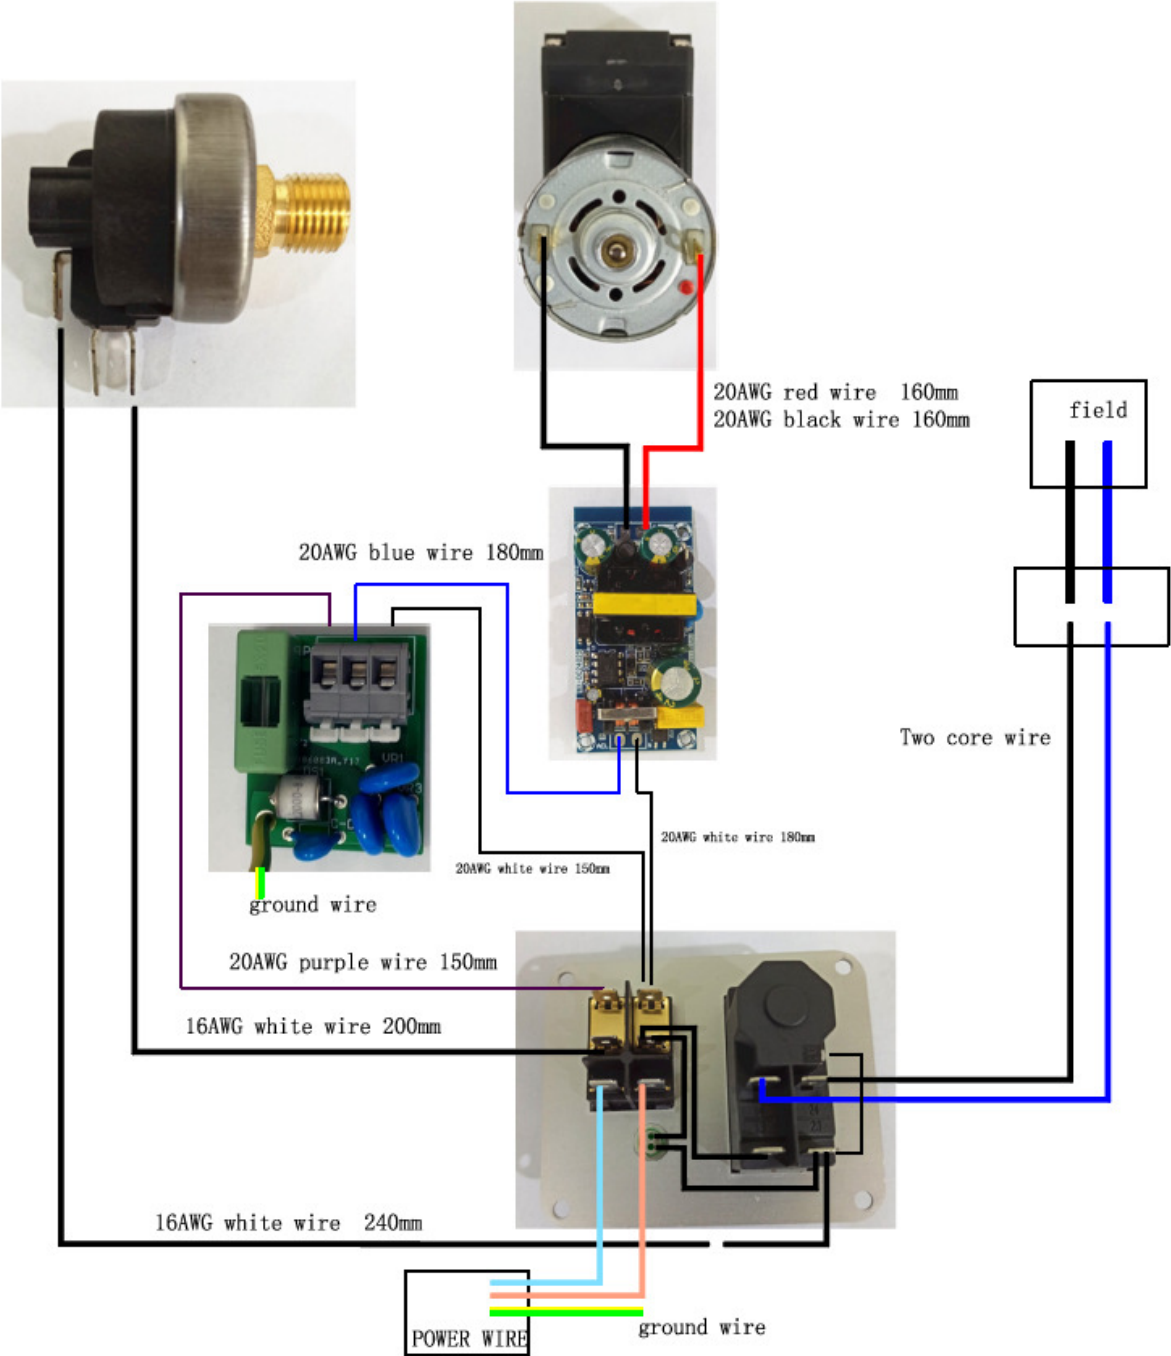 20AWG red wire  160mm
20AWG black wire 160mm
field
20AWG blue wire 180mm
VR1
Two core wire
20AWG white wire 180mm
20AWG white wire 150mm
ground wire
20AWG purple wire 150mm
16AWG white wire 200mm
16AWG white wire  240mm
POWER WIRE
ground wire